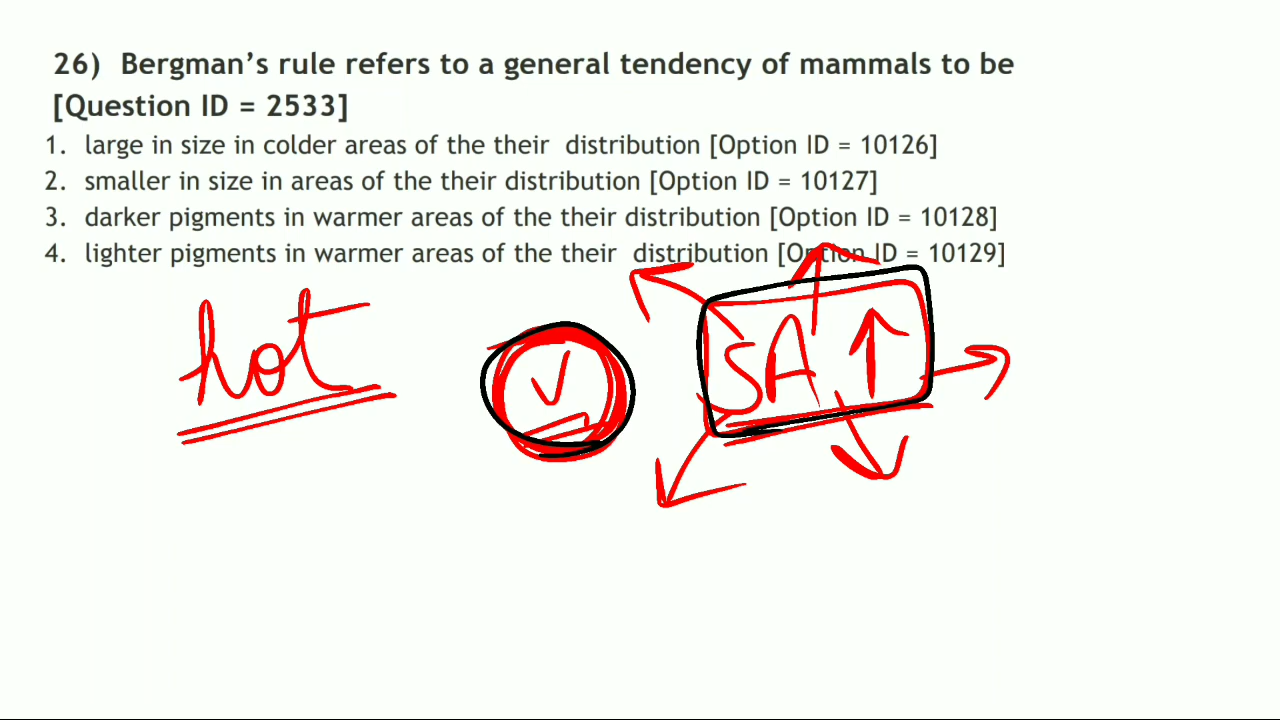 26) Bergman’s rule refers to a general tendency of mammals to be
[Question ID = 2533]
1. large in size in colder areas of the their distribution [Option ID = 10126]
2. smaller in size in areas of the their distribution [Option ID = 10127]
3. darker pigments in warmer areas of the their distribution [Option ID = 10128]
4. lighter pigments in warmer areas of the their distribution [Option ID = 10129]
hot V SA ↑